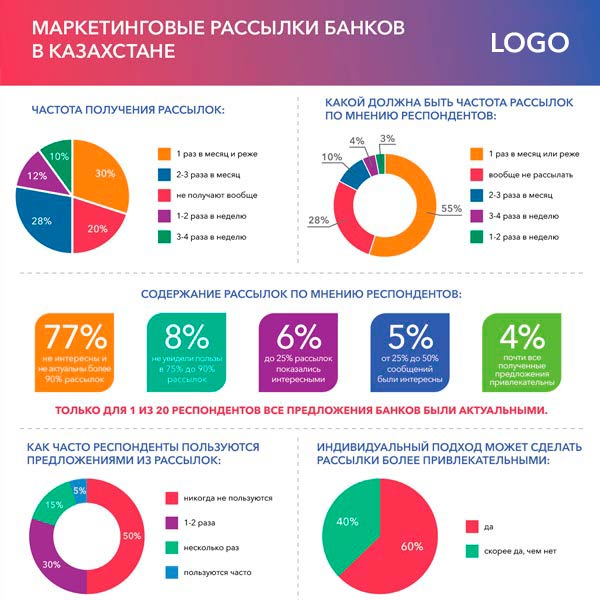 МАРКЕТИНГОВЫЕ РАССЫЛКИ БАНКОВ
В КАЗАХСТАНЕ
LOGO
ЧАСТОТА ПОЛУЧЕНИЯ РАССЫЛОК:
30%
20%
28%
12%
10%
1 раз в месяц и реже
2-3 раза в месяц
не получают вообще
1-2 раза в неделю
3-4 раза в неделю
КАКОЙ ДОЛЖНА БЫТЬ ЧАСТОТА РАССЫЛОК
ПО МНЕНИЮ РЕСПОНДЕНТОВ:
55%
28%
10%
4%
3%
1 раз в месяц или реже
вообще не рассылать
2-3 раза в месяц
3-4 раза в неделю
1-2 раз в неделю
СОДЕРЖАНИЕ РАССЫЛОК ПО МНЕНИЮ РЕСПОНДЕНТОВ:
77%
не интересны и
не актуальны более
90% рассылок
8%
не увидели пользы
в 75% до 90%
рассылок
6%
до 25% рассылок
показались
интересными
5%
от 25% до 50%
сообщений
были интересны
4%
почти все
полученные
предложения
привлекательны
ТОЛЬКО ДЛЯ 1 ИЗ 20 РЕСПОНДЕНТОВ ВСЕ ПРЕДЛОЖЕНИЯ БАНКОВ БЫЛИ АКТУАЛЬНЫМИ.
КАК ЧАСТО РЕСПОНДЕНТЫ ПОЛЬЗУЮТСЯ
ПРЕДЛОЖЕНИЯМИ ИЗ РАССЫЛОК:
50%
30%
15%
5%
никогда не пользуются
1-2 раза
несколько раз
пользуются часто
ИНДИВИДУАЛЬНЫЙ ПОДХОД МОЖЕТ СДЕЛАТЬ
РАССЫЛКИ БОЛЕЕ ПРИВЛЕКАТЕЛЬНЫМИ:
40%
60%
да
скорее да, чем нет